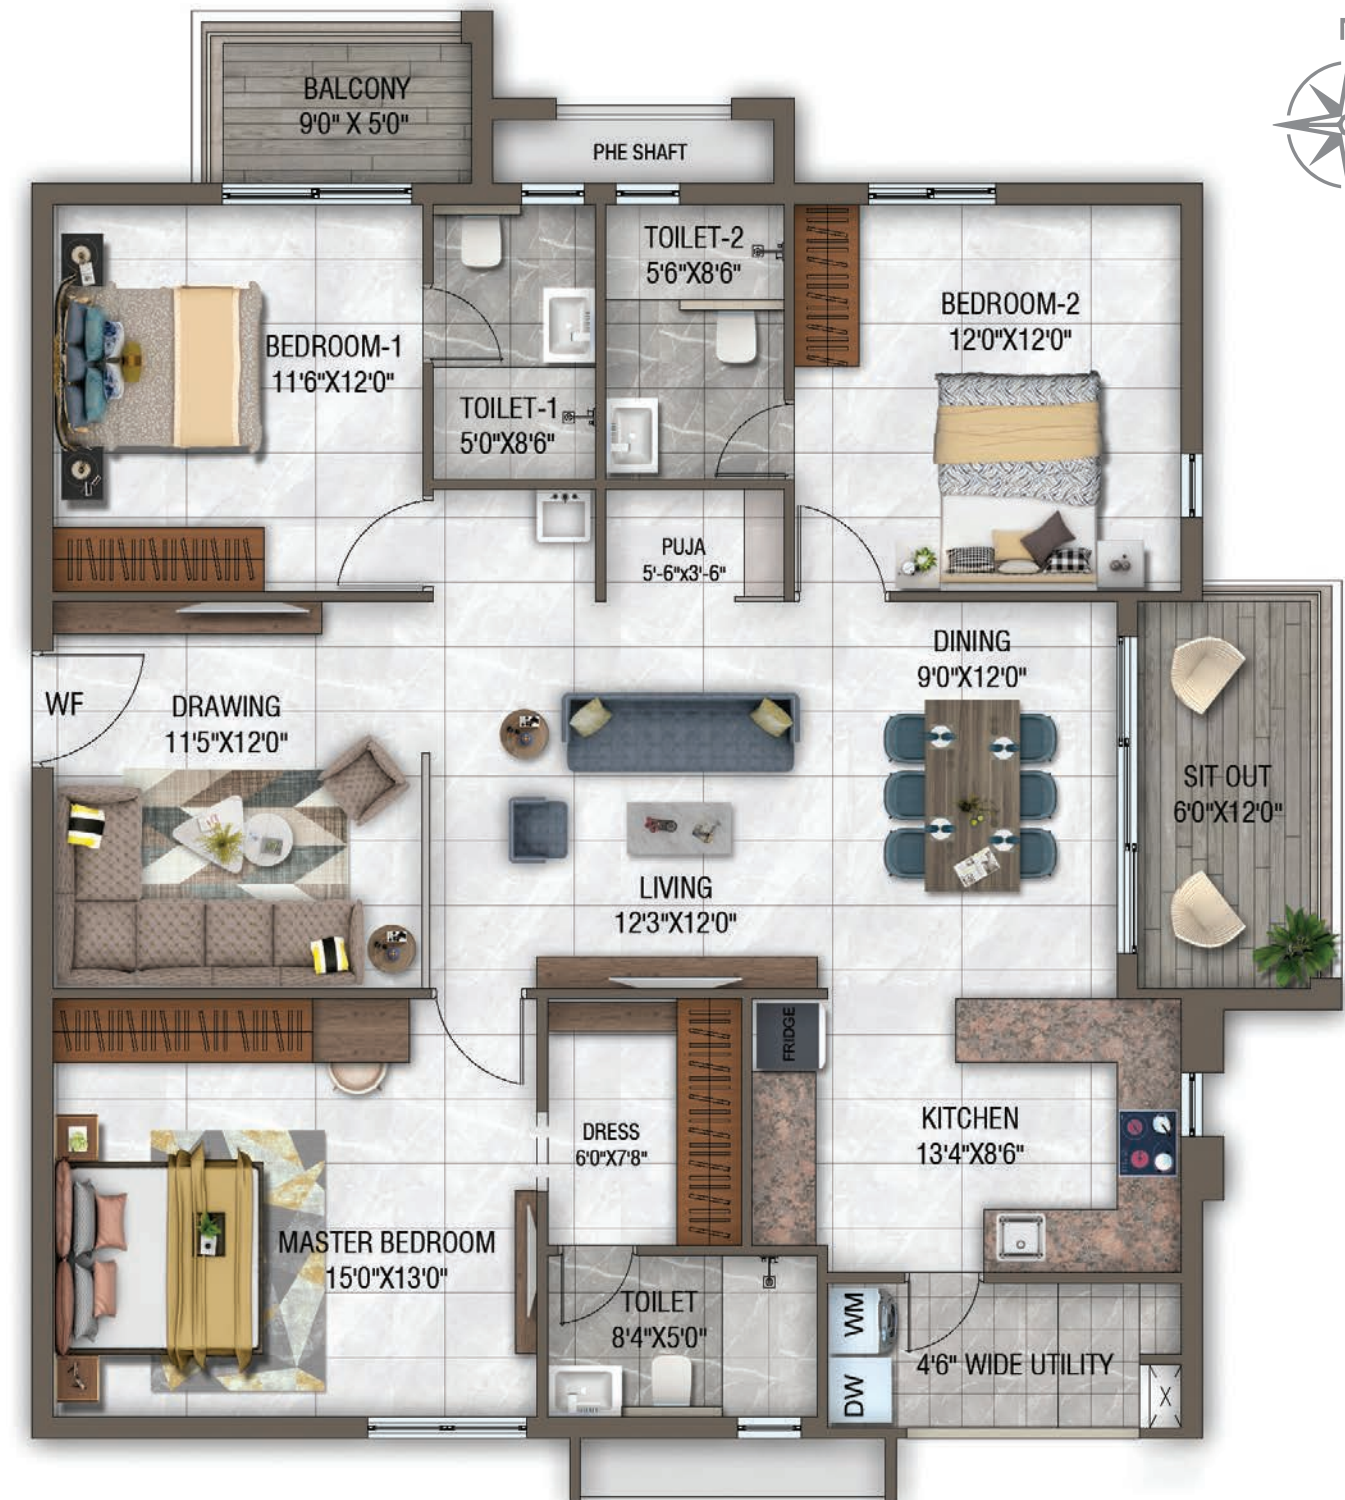 N
BALCONY
9'0" X 5'0"
PHE SHAFT
TOILET-2
5'6"X8'6"
BEDROOM-2
12'0"X12'0"
BEDROOM-1
11'6"X12'0"
TOILET-1
5'0"X8'6"
PUJA
5'-6"x3'-6"
DINING
9'0"X12'0"
WF
DRAWING
11'5"X12'0"
SIT OUT
6'0"X12'0"
LIVING
12'3"X12'0"
FRIDGE
KITCHEN
13'4"X8'6"
DRESS
6'0"X7'8"
MASTER BEDROOM
15'0"X13'0"
TOILET
8'4"X5'0"
WM
4'6" WIDE UTILITY
DW
X